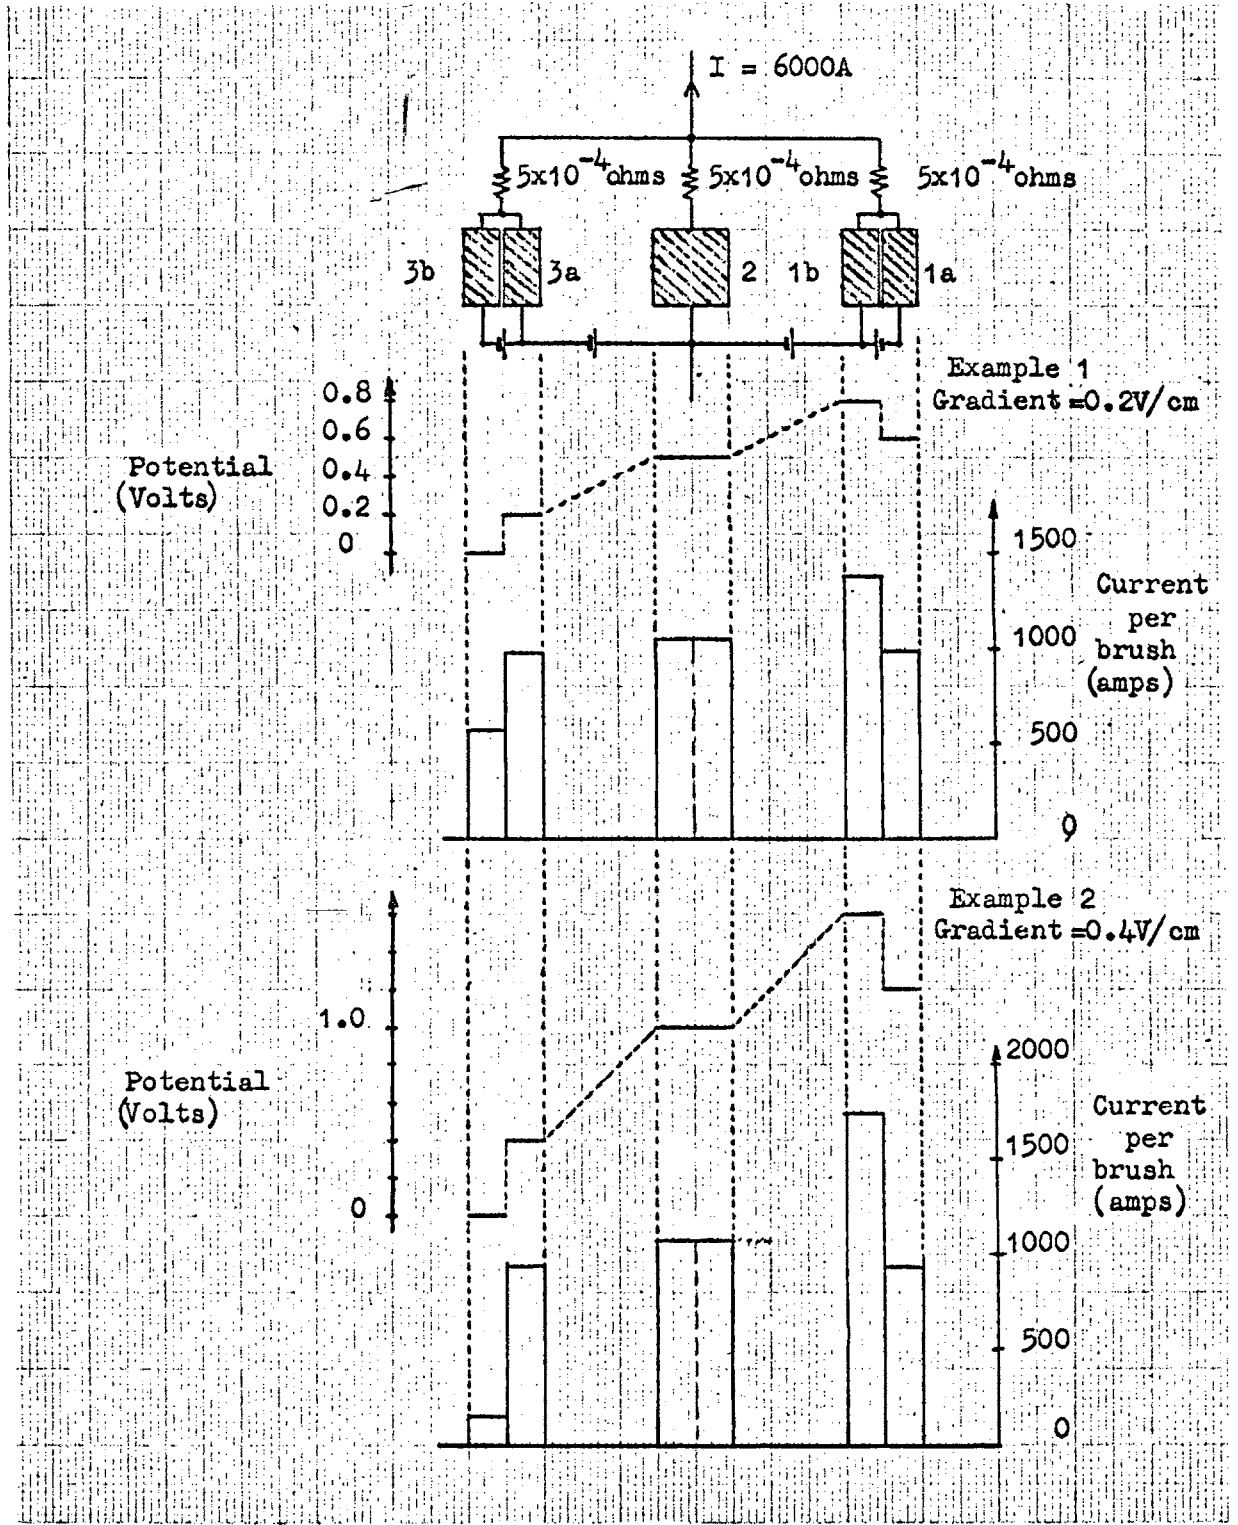 I = 6000A
5x10⁻⁴ohms 5x10⁻⁴ohms 5x10⁻⁴ohms
3b 3a 2 1b 1a
Example 1
Gradient =0.2V/cm
0.8
0.6
0.4
0.2
0
Potential
(Volts)
1500
1000
500
0
Current
per
brush
(amps)
Example 2
Gradient =0.4V/cm
1.0
0
Potential
(Volts)
2000
1500
1000
500
0
Current
per
brush
(amps)